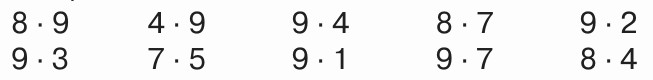 8 · 9 4 · 9 9 · 4 8 · 7 9 · 2
9 · 3 7 · 5 9 · 1 9 · 7 8 · 4